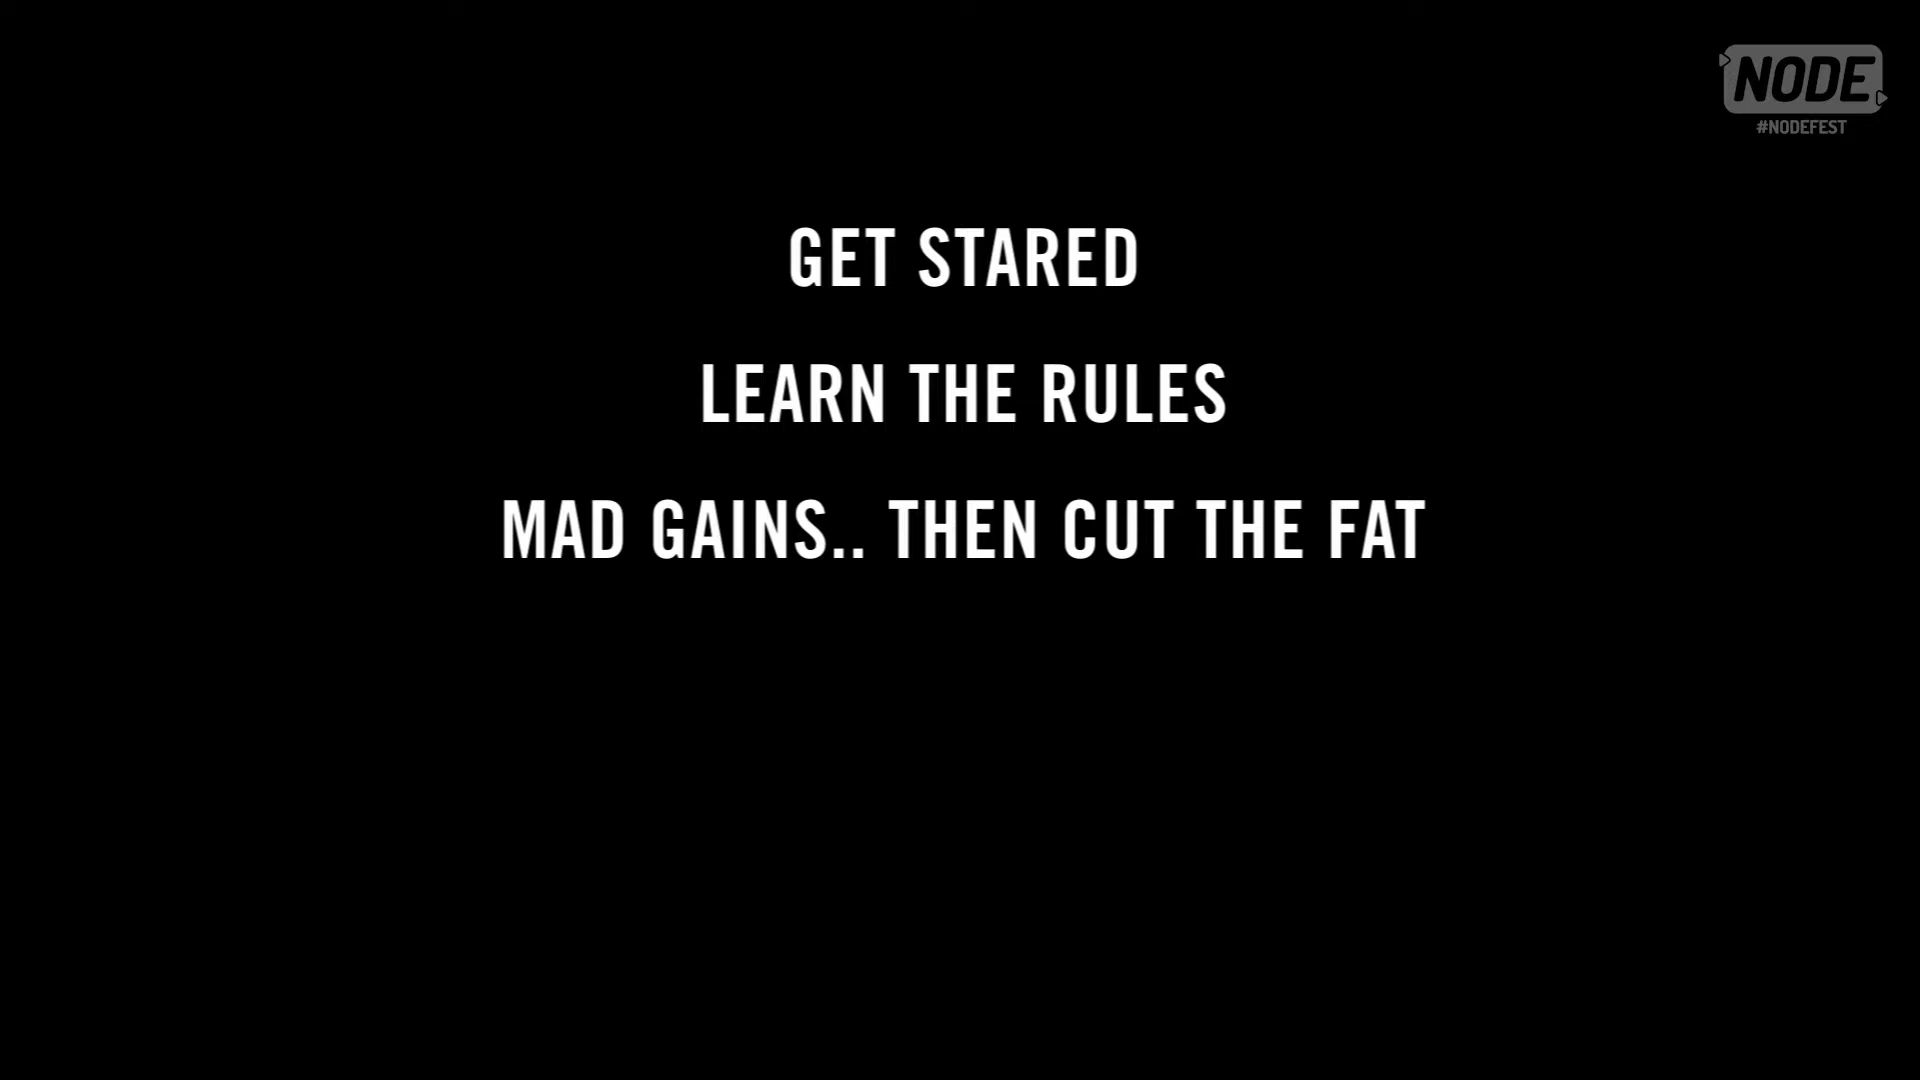 NODE
#NODEFEST
GET STARED
LEARN THE RULES
MAD GAINS.. THEN CUT THE FAT